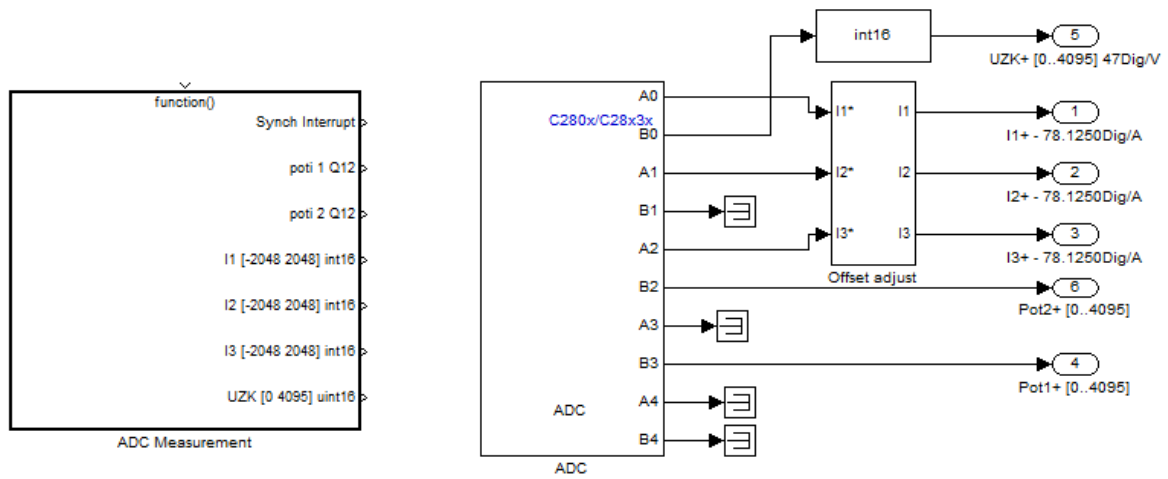 function()
Synch Interrupt
poti 1 Q12
poti 2 Q12
I1 [-2048 2048] int16
I2 [-2048 2048] int16
I3 [-2048 2048] int16
UZK [0 4095] uint16
ADC Measurement
C280x/C28x3x
A0
B0
A1
B1
A2
B2
A3
B3
A4
B4
ADC
ADC
int16
I1*
I2*
I3*
I1
I2
I3
Offset adjust
5
UZK+ [0..4095] 47Dig/V
1
I1+ - 78.1250Dig/A
2
I2+ - 78.1250Dig/A
3
I3+ - 78.1250Dig/A
6
Pot2+ [0..4095]
4
Pot1+ [0..4095]